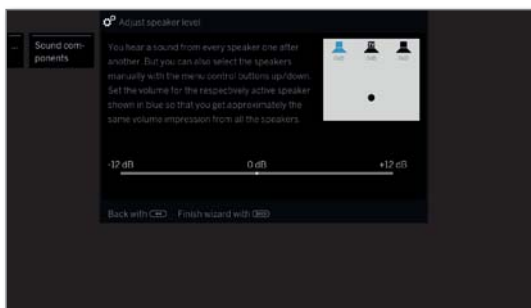 Adjust speaker level
... Sound com-
ponents
You hear a sound from every speaker one after
another. But you can also select the speakers
manually with the menu control buttons up/down.
Set the volume for the respectively active speaker
shown in blue so that you get approximately the
same volume impression from all the speakers.
-12 dB 0 dB +12 dB
Back with Finish wizard with